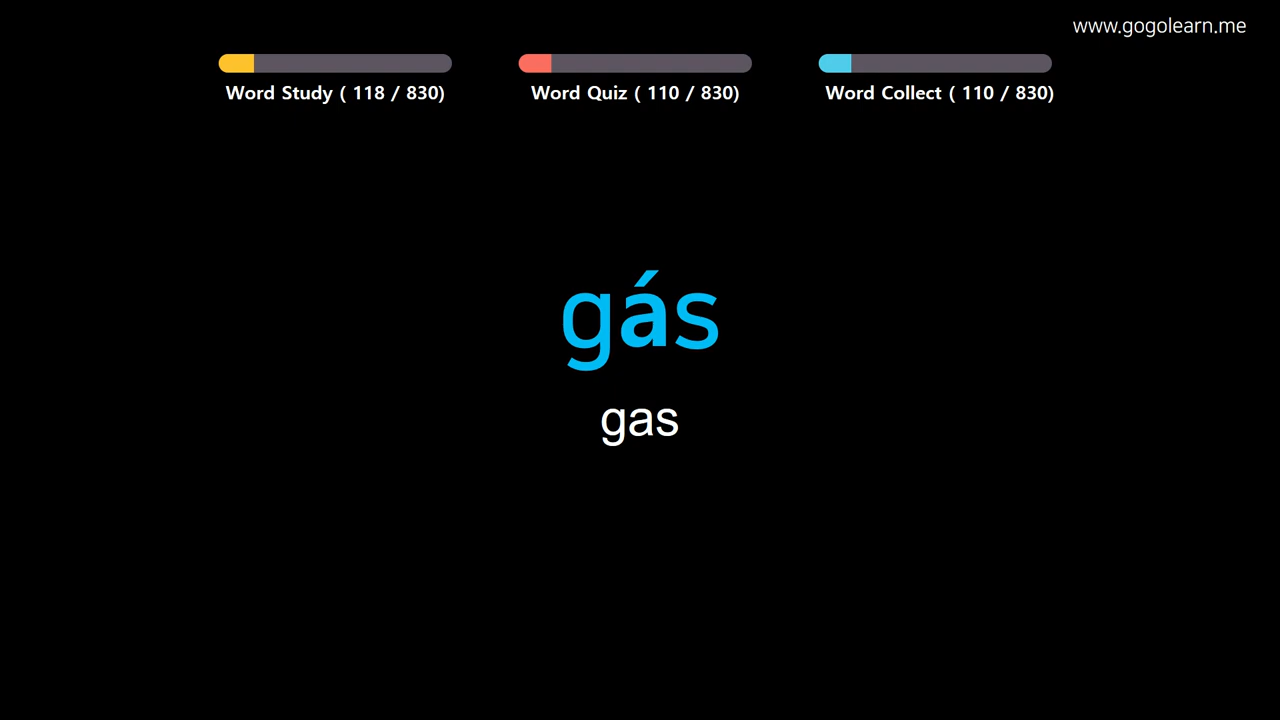 www.gogolearn.me
Word Study ( 118 / 830)
Word Quiz ( 110 / 830)
Word Collect ( 110 / 830)
gás
gas